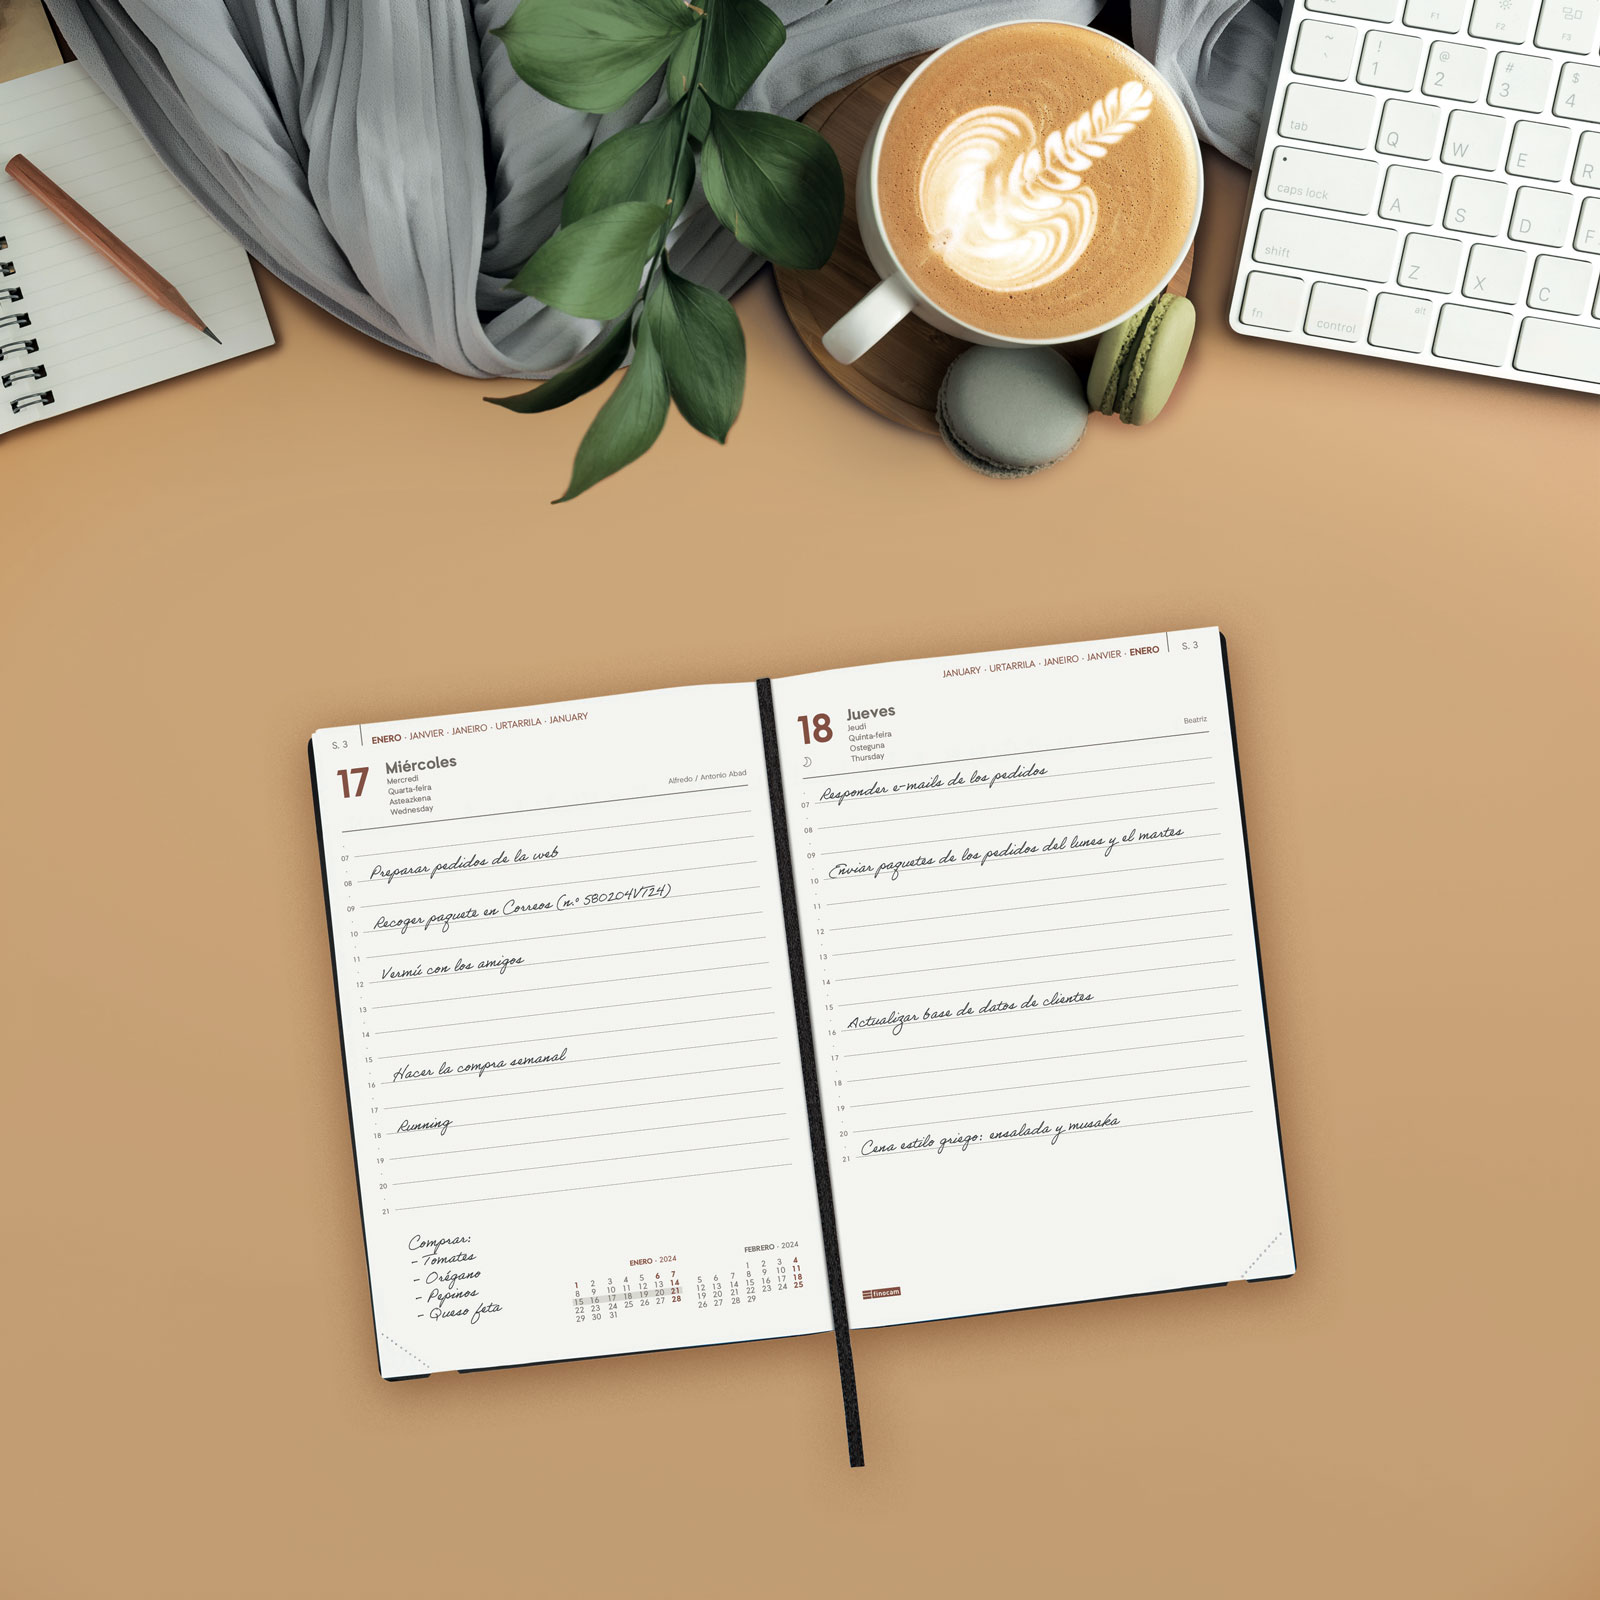 S. 3
ENERO · JANVIER · JANEIRO · URTARRILA · JANUARY
17
Miércoles
Mercredi
Quarta-feira
Asteazkena
Wednesday
Alfredo / Antonio Abad
07
Preparar pedidos de la web
08
09
Recoger paquete en Correos (n.º 580204VT24)
10
11
Vermú con los amigos
12
13
14
15
Hacer la compra semanal
16
17
Running
18
19
20
21
Comprar:
- Tomates
- Orégano
- Pepinos
- Queso feta
ENERO · 2024
1 2 3 4 5 6 7
8 9 10 11 12 13 14
15 16 17 18 19 20 21
22 23 24 25 26 27 28
29 30 31
FEBRERO · 2024
1 2 3 4
5 6 7 8 9 10 11
12 13 14 15 16 17 18
19 20 21 22 23 24 25
26 27 28 29
JANUARY · URTARRILA · JANEIRO · JANVIER · ENERO
S. 3
18
Jueves
Jeudi
Quinta-feira
Osteguna
Thursday
Beatriz
Responder e-mails de los pedidos
07
08
09
Enviar paquetes de los pedidos del lunes y el martes
10
11
12
13
14
15
Actualizar base de datos de clientes
16
17
18
19
20
Cena estilo griego: ensalada y musaka
21
finocam
F1 F2 F3
~ ! @ # $
` 1 2 3 4
tab Q W E R
caps lock A S D F
shift Z X C
fn control alt